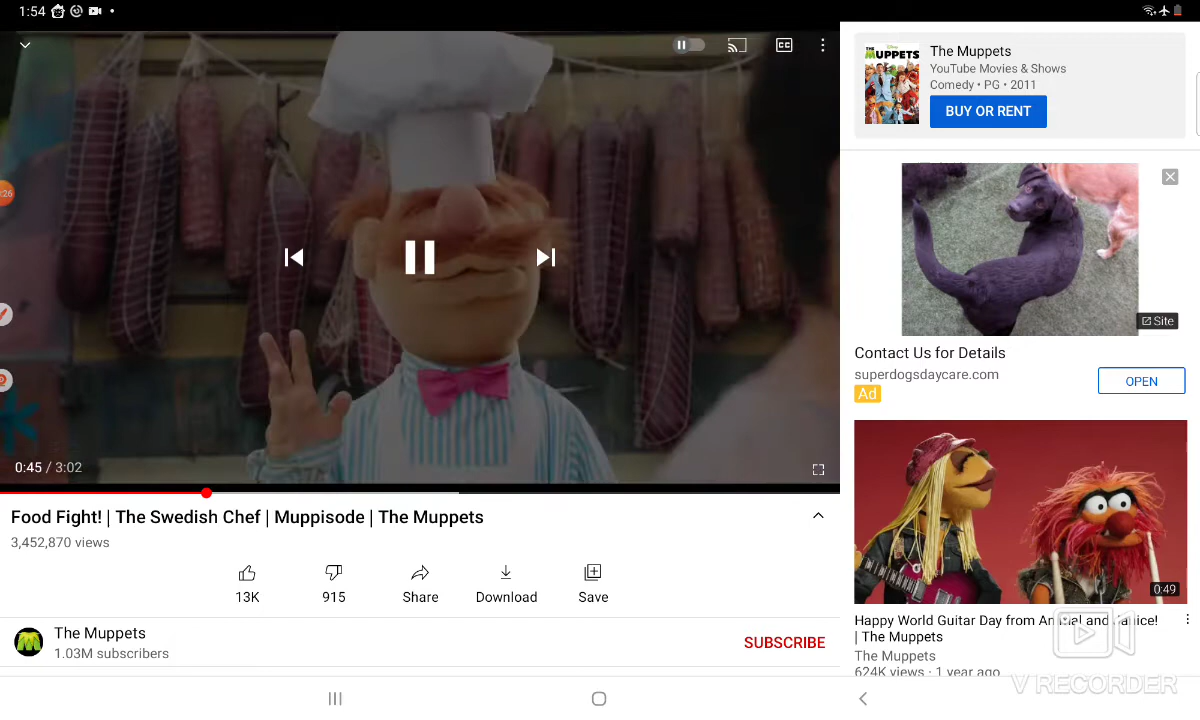 1:54
:26
THE MUPPETS
The Muppets
YouTube Movies & Shows
Comedy • PG • 2011
BUY OR RENT
0:45 / 3:02
Site
Contact Us for Details
superdogsdaycare.com
Ad
OPEN
Food Fight! | The Swedish Chef | Muppisode | The Muppets
3,452,870 views
13K
915
Share
Download
Save
The Muppets
1.03M subscribers
SUBSCRIBE
0:49
Happy World Guitar Day from Animal and Janice!
| The Muppets
The Muppets
624K views · 1 year ago
V RECORDER